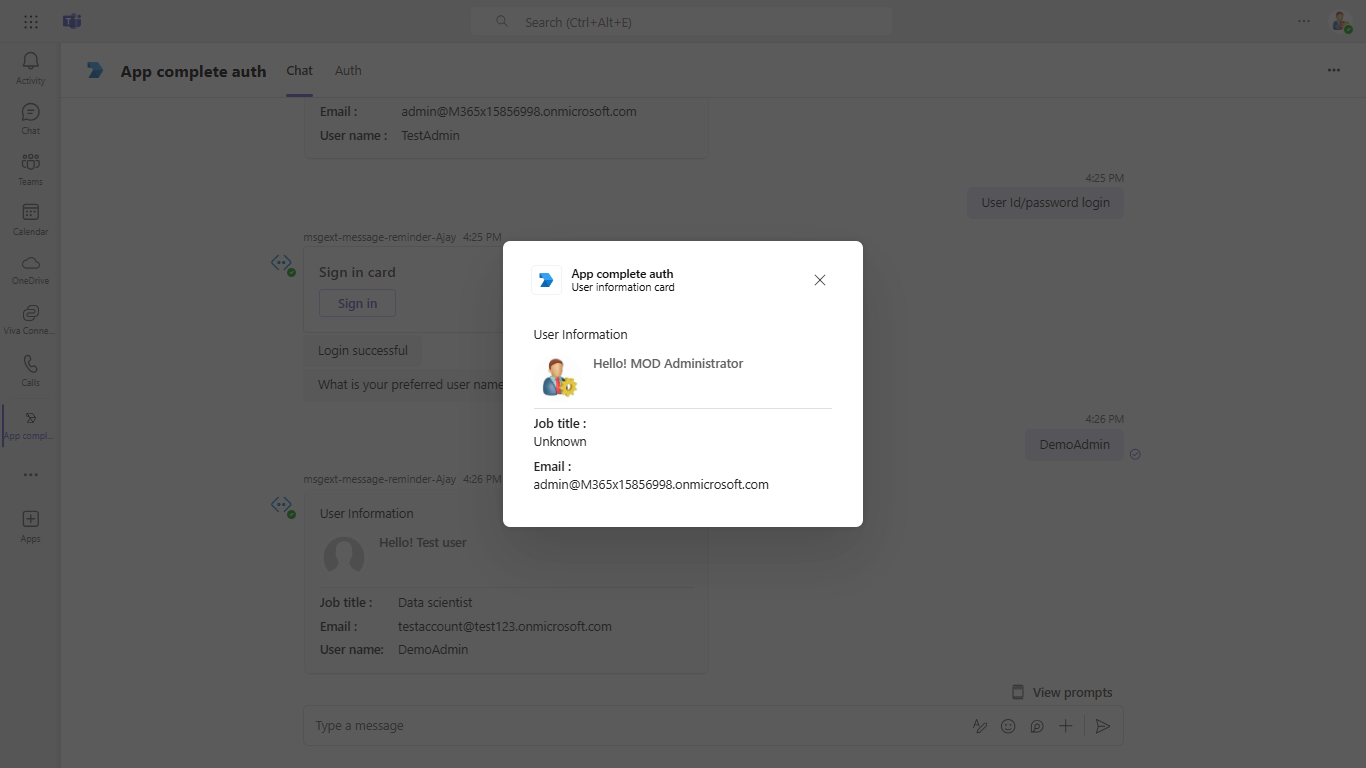 Search (Ctrl+Alt+E)
App complete auth
Chat
Auth
Activity
Chat
Teams
Calendar
OneDrive
Viva Conne...
Calls
App compl...
Apps
Email :
admin@M365x15856998.onmicrosoft.com
User name :
TestAdmin
4:25 PM
User Id/password login
msgext-message-reminder-Ajay 4:25 PM
Sign in card
Sign in
Login successful
What is your preferred user name
4:26 PM
DemoAdmin
msgext-message-reminder-Ajay 4:26 PM
User Information
Hello! Test user
Job title :
Data scientist
Email :
testaccount@test123.onmicrosoft.com
User name:
DemoAdmin
View prompts
Type a message
App complete auth
User information card
User Information
Hello! MOD Administrator
Job title :
Unknown
Email :
admin@M365x15856998.onmicrosoft.com